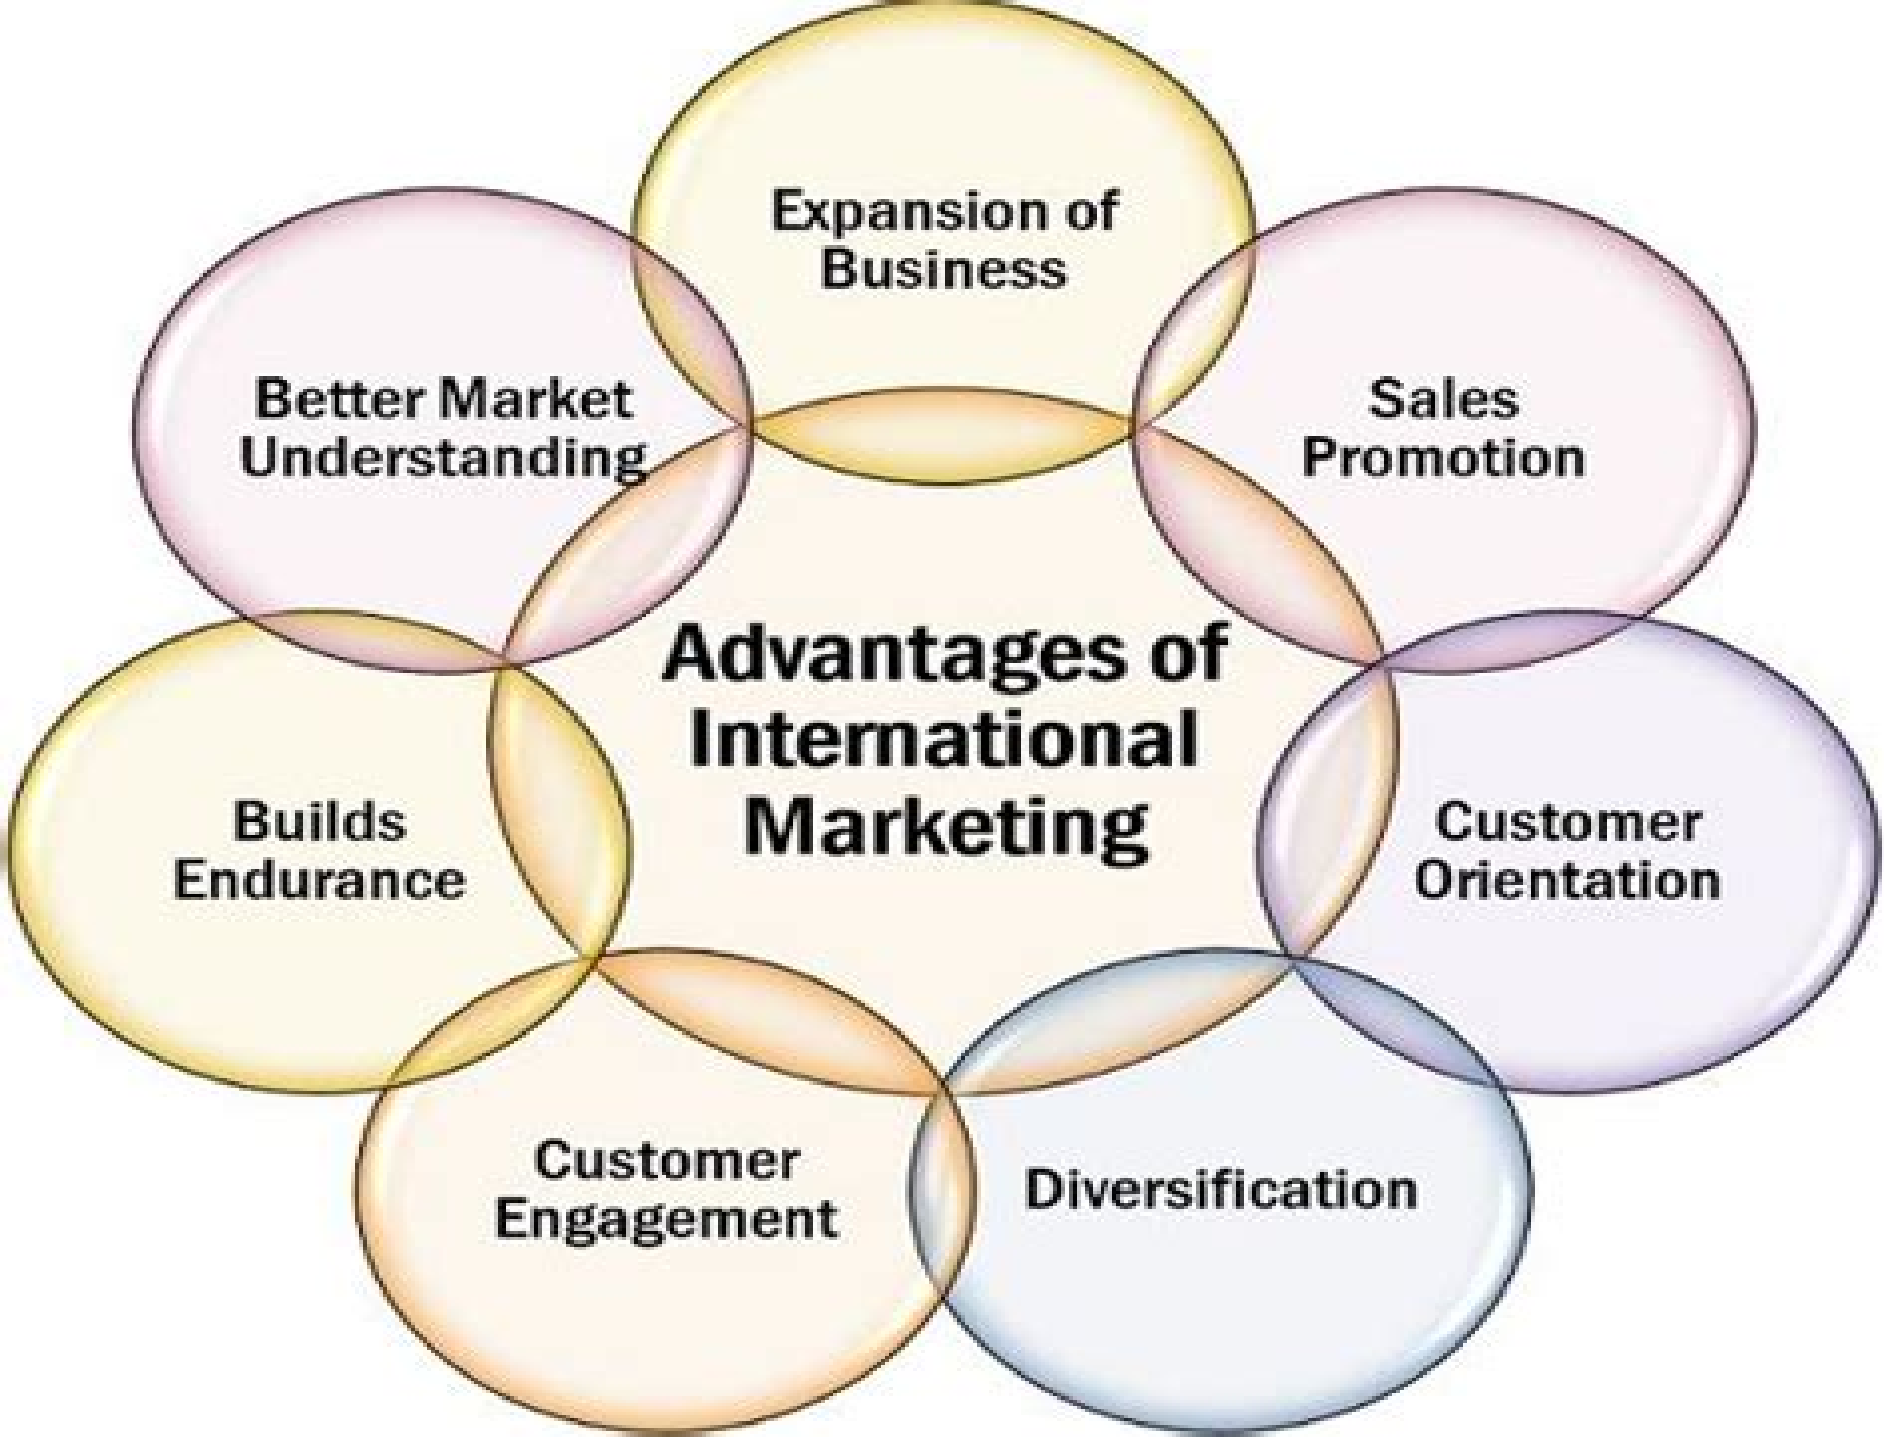 Expansion of
Business
Sales
Promotion
Customer
Orientation
Diversification
Customer
Engagement
Builds
Endurance
Better Market
Understanding
Advantages of
International
Marketing